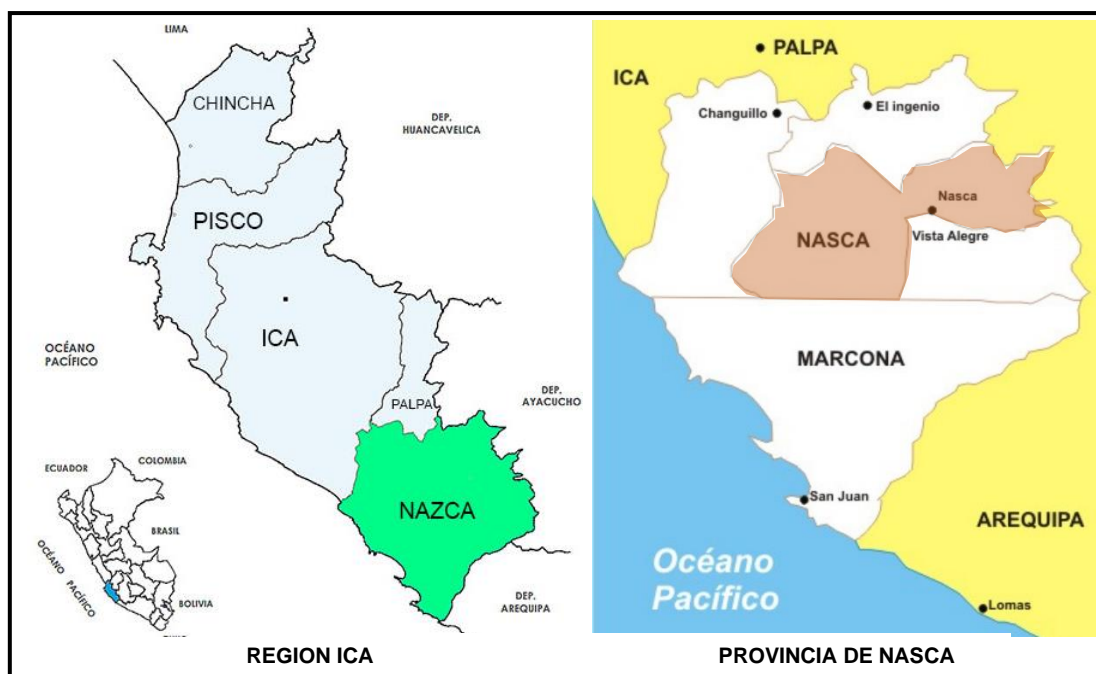 LIMA
CHINCHA
DEP.
HUANCAVELICA
PISCO
ICA
OCÉANO
PACÍFICO
PALPA
DEP.
AYACUCHO
NAZCA
DEP.
AREQUIPA
ECUADOR
COLOMBIA
BRASIL
OCÉANO
PACÍFICO
BOLIVIA
REGION ICA
PALPA
ICA
Changuillo
El ingenio
Nasca
NASCA
Vista Alegre
MARCONA
San Juan
AREQUIPA
Océano
Pacífico
Lomas
PROVINCIA DE NASCA